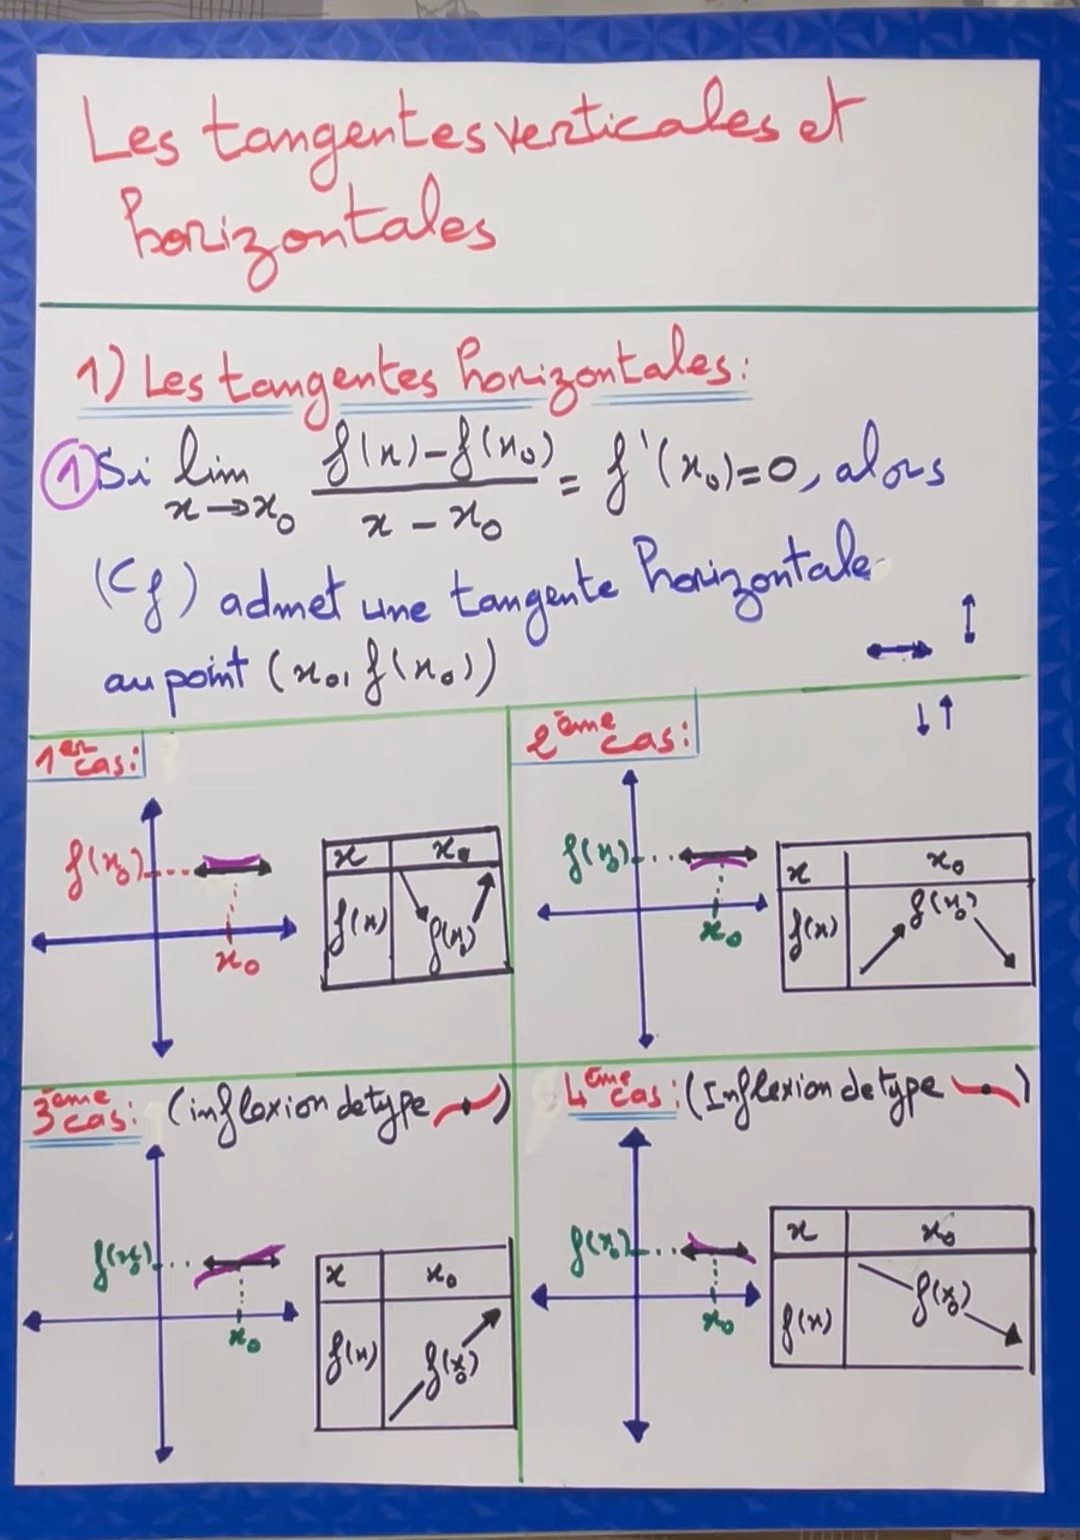 Les tangentes verticales et
horizontales
1) Les tangentes horizontales:
① Si lim x→x₀ (f(x)-f(x₀))/(x-x₀) = f'(x₀)=0, alors
(Cf) admet une tangente horizontale
au point (x₀, f(x₀))
1er cas:
f(x₀)
x₀
x x₀
f(x) f(x₀)
2ème cas:
f(x₀)
x₀
x x₀
f(x) f(x₀)
3ème cas: (inflexion de type )
f(x₀)
x₀
x x₀
f(x) f(x₀)
4ème cas: (Inflexion de type )
f(x₀)
x₀
x x₀
f(x) f(x₀)